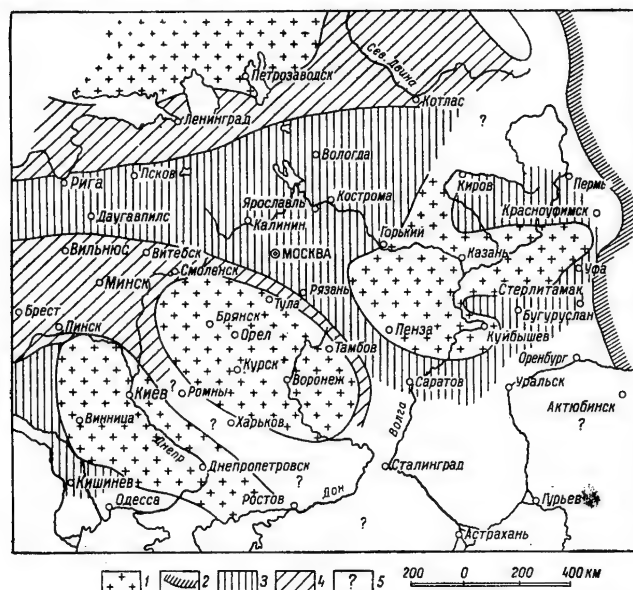 Петрозаводск
Сев. Двина
Котлас
Ленинград
?
Вологда
Рига
Псков
Киров
Пермь
Ярославль
Кострома
Красноуфимск
Даугавпилс
Калинин
Горький
Вильнюс
Витебск
МОСКВА
Казань
Смоленск
Уфа
Минск
Рязань
Стерлитамак
Тула
Брест
Брянск
Пенза
Бугуруслан
Пинск
Орел
Куйбышев
Тамбов
Оренбург
Курск
Воронеж
Саратов
Уральск
?
Киев
Ромны
Актюбинск
Винница
?
Харьков
Волга
?
Днепр
Днепропетровск
?
Сталинград
Кишинев
Одесса
Ростов
Дон
Гурьев
?
Астрахань
1 2 3 4 ? 5 200 0 200 400 км